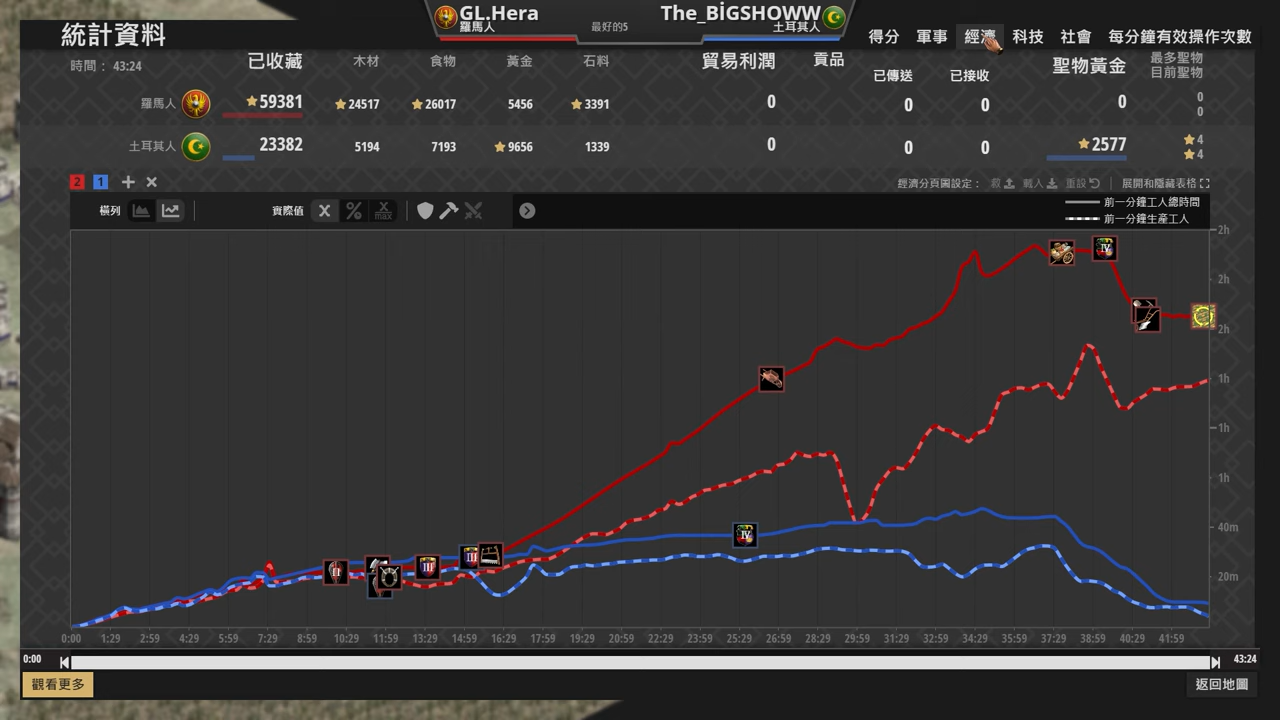 GL.Hera
羅馬人
最好的5
The_BİGSHOWW
土耳其人
統計資料
得分 軍事 經濟 科技 社會 每分鐘有效操作次數
時間： 43:24
已收藏 木材 食物 黃金 石料 貿易利潤 貢品 已傳送 已接收 聖物黃金 最多聖物 目前聖物
羅馬人 59381 24517 26017 5456 3391 0 0 0 0 0 0
土耳其人 23382 5194 7193 9656 1339 0 0 0 2577 4 4
2 1 + ×
經濟分頁圖設定： 載入 重設 展開和隱藏表格
橫列 實際值 X % X max
前一分鐘工人總時間
前一分鐘生產工人
2h
2h
2h
1h
1h
1h
40m
20m
IV
IV
II
III
III
0:00 1:29 2:59 4:29 5:59 7:29 8:59 10:29 11:59 13:29 14:59 16:29 17:59 19:29 20:59 22:29 23:59 25:29 26:59 28:29 29:59 31:29 32:59 34:29 35:59 37:29 38:59 40:29 41:59
0:00 43:24
觀看更多 返回地圖